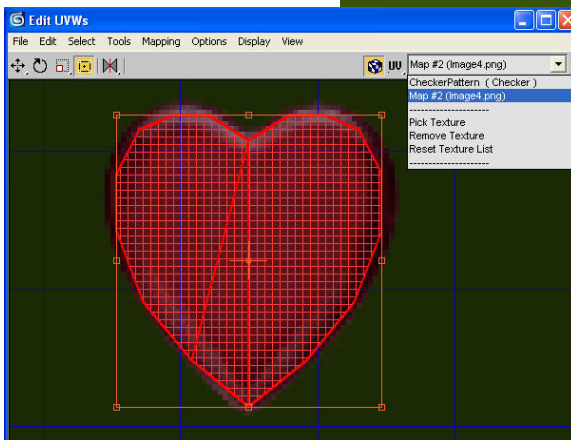 Edit UVWs
File Edit Select Tools Mapping Options Display View
UV Map #2 (Image4.png)
CheckerPattern ( Checker )
Map #2 (Image4.png)
---------------------
Pick Texture
Remove Texture
Reset Texture List
---------------------